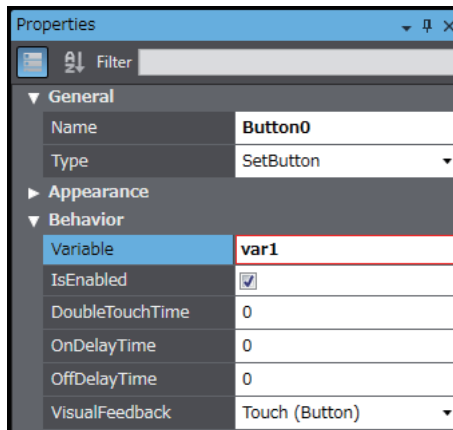 Properties
Filter
General
Name Button0
Type SetButton
Appearance
Behavior
Variable var1
IsEnabled
DoubleTouchTime 0
OnDelayTime 0
OffDelayTime 0
VisualFeedback Touch (Button)